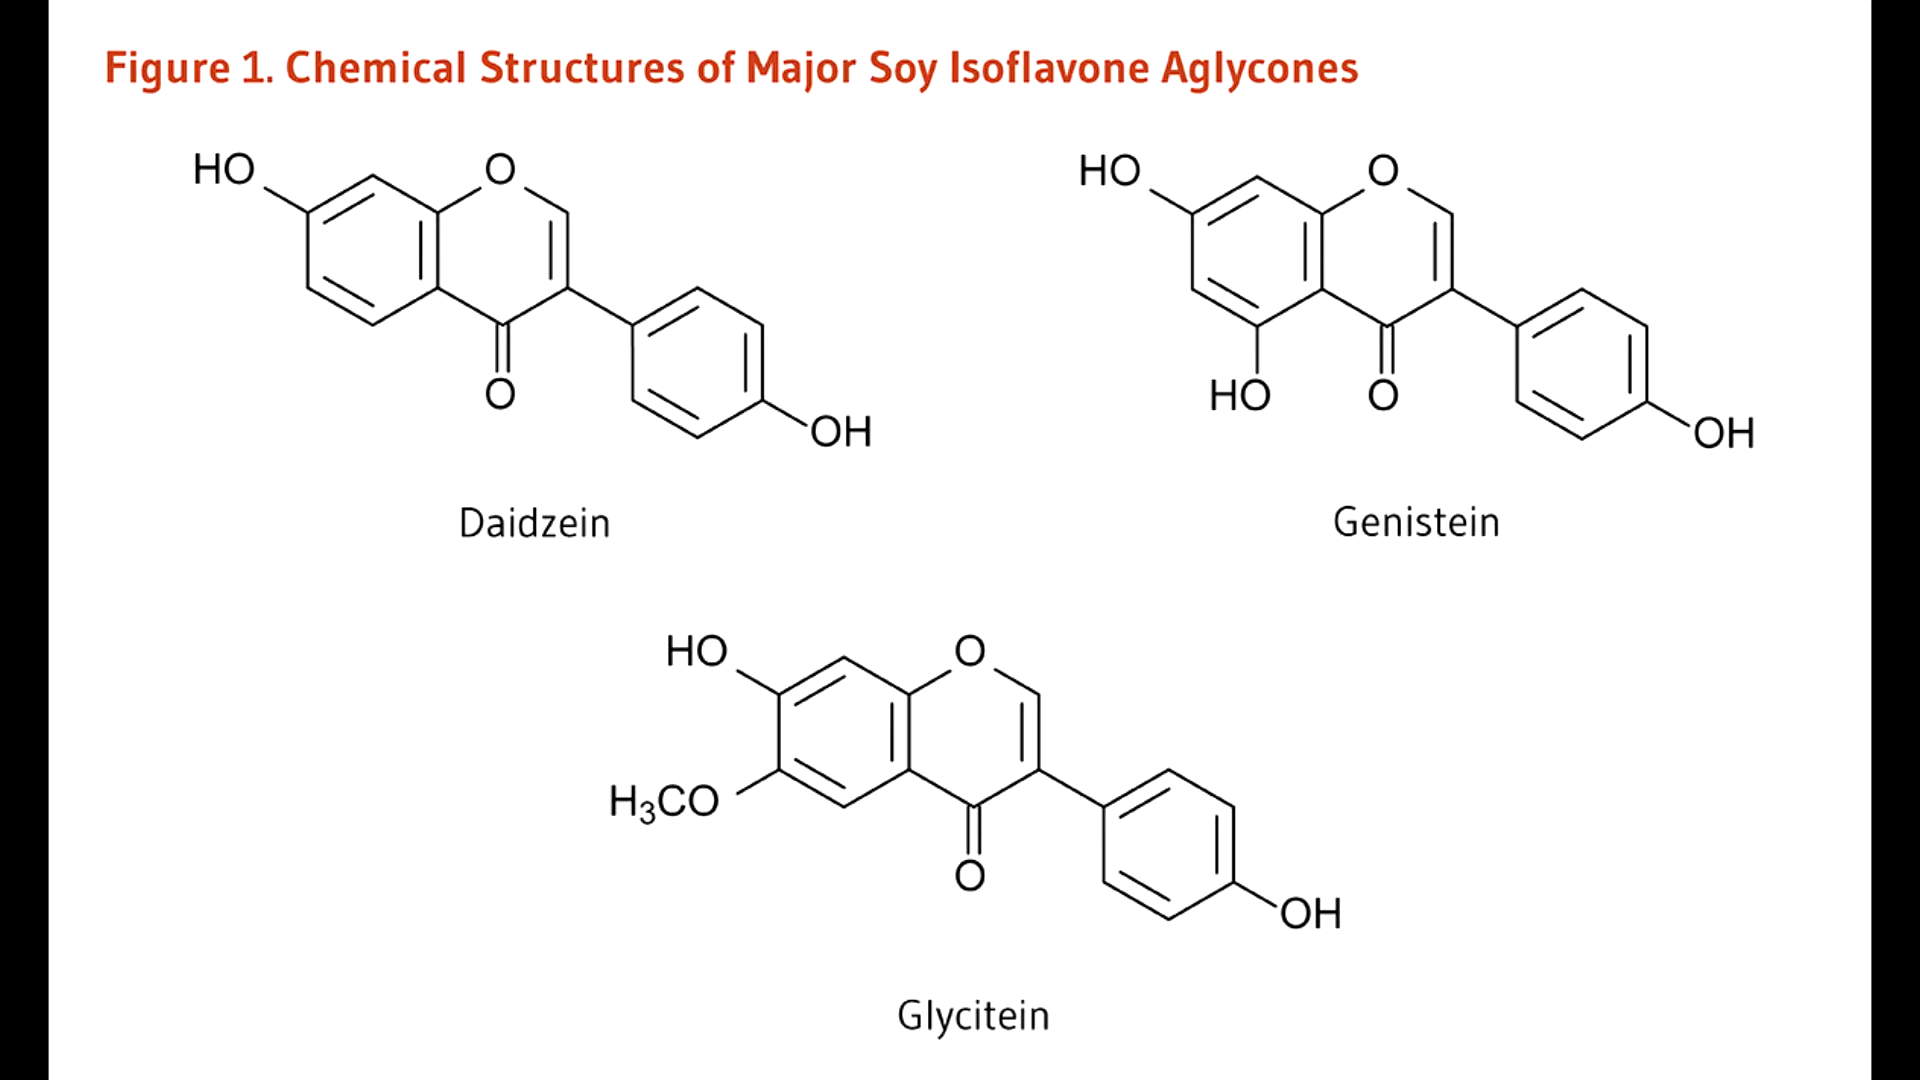 Figure 1. Chemical Structures of Major Soy Isoflavone Aglycones
HO
O
O
OH
Daidzein
HO
O
HO
O
OH
Genistein
HO
O
H₃CO
O
OH
Glycitein